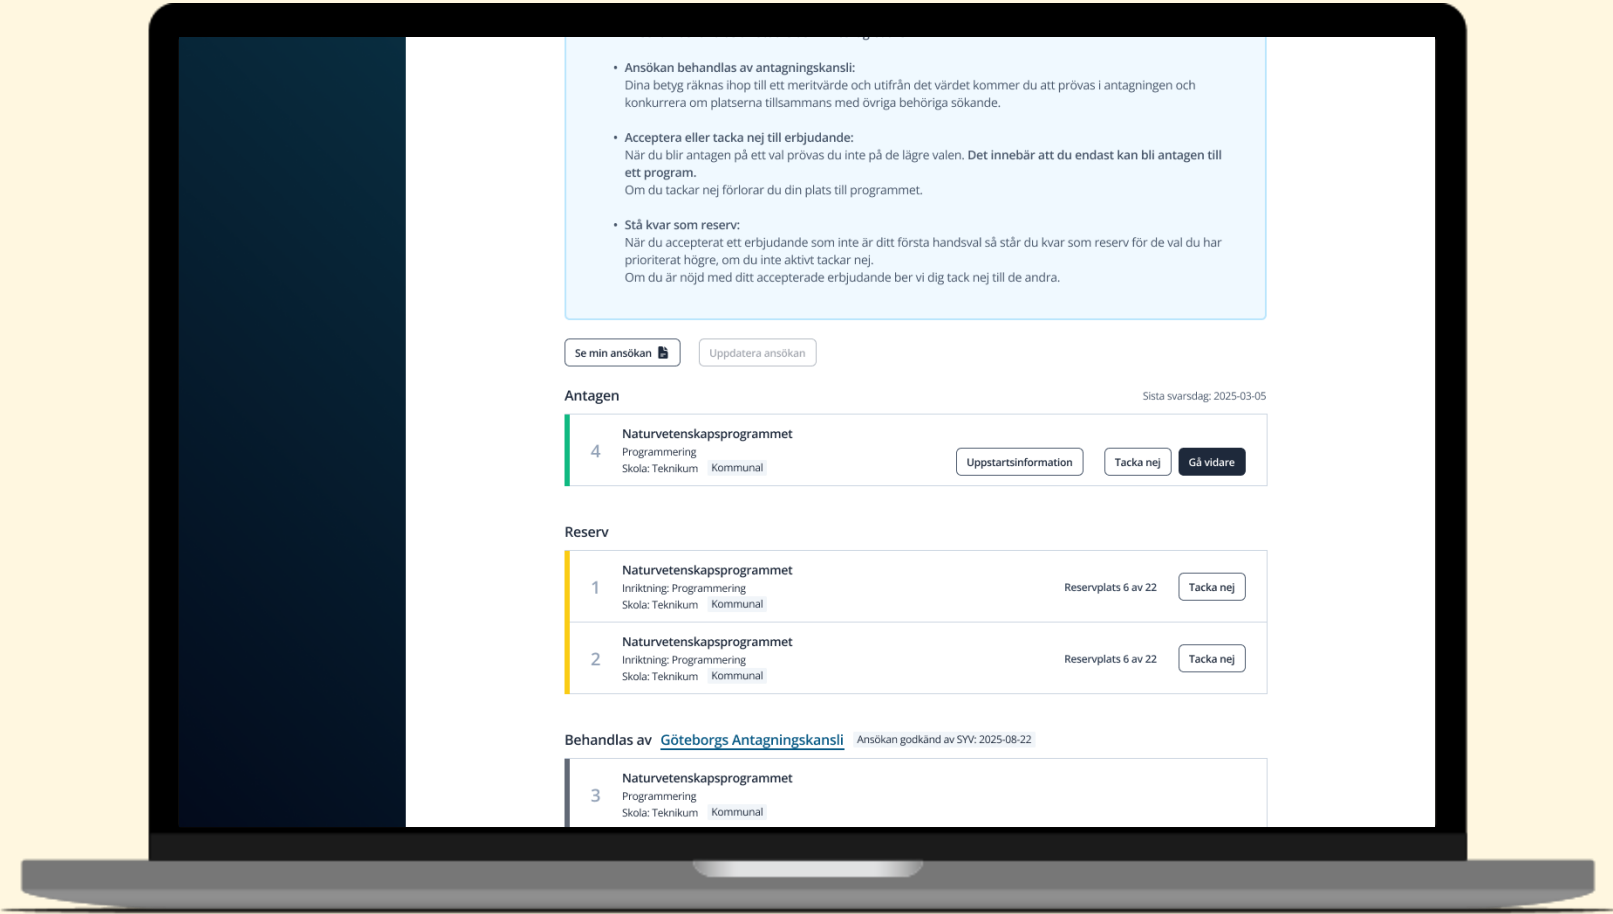 • Ansökan behandlas av antagningskansli:
Dina betyg räknas ihop till ett meritvärde och utifrån det värdet kommer du att prövas i antagningen och
konkurrera om platserna tillsammans med övriga behöriga sökande.
• Acceptera eller tacka nej till erbjudande:
När du blir antagen på ett val prövas du inte på de lägre valen. Det innebär att du endast kan bli antagen till
ett program.
Om du tackar nej förlorar du din plats till programmet.
• Stå kvar som reserv:
När du accepterat ett erbjudande som inte är ditt första handsval så står du kvar som reserv för de val du har
prioriterat högre, om du inte aktivt tackar nej.
Om du är nöjd med ditt accepterade erbjudande ber vi dig tack nej till de andra.
Se min ansökan
Uppdatera ansökan
Antagen
Sista svarsdag: 2025-03-05
4
Naturvetenskapsprogrammet
Programmering
Skola: Teknikum Kommunal
Uppstartsinformation
Tacka nej
Gå vidare
Reserv
1
Naturvetenskapsprogrammet
Inriktning: Programmering
Skola: Teknikum Kommunal
Reservplats 6 av 22
Tacka nej
2
Naturvetenskapsprogrammet
Inriktning: Programmering
Skola: Teknikum Kommunal
Reservplats 6 av 22
Tacka nej
Behandlas av Göteborgs Antagningskansli Ansökan godkänd av SYV: 2025-08-22
3
Naturvetenskapsprogrammet
Programmering
Skola: Teknikum Kommunal